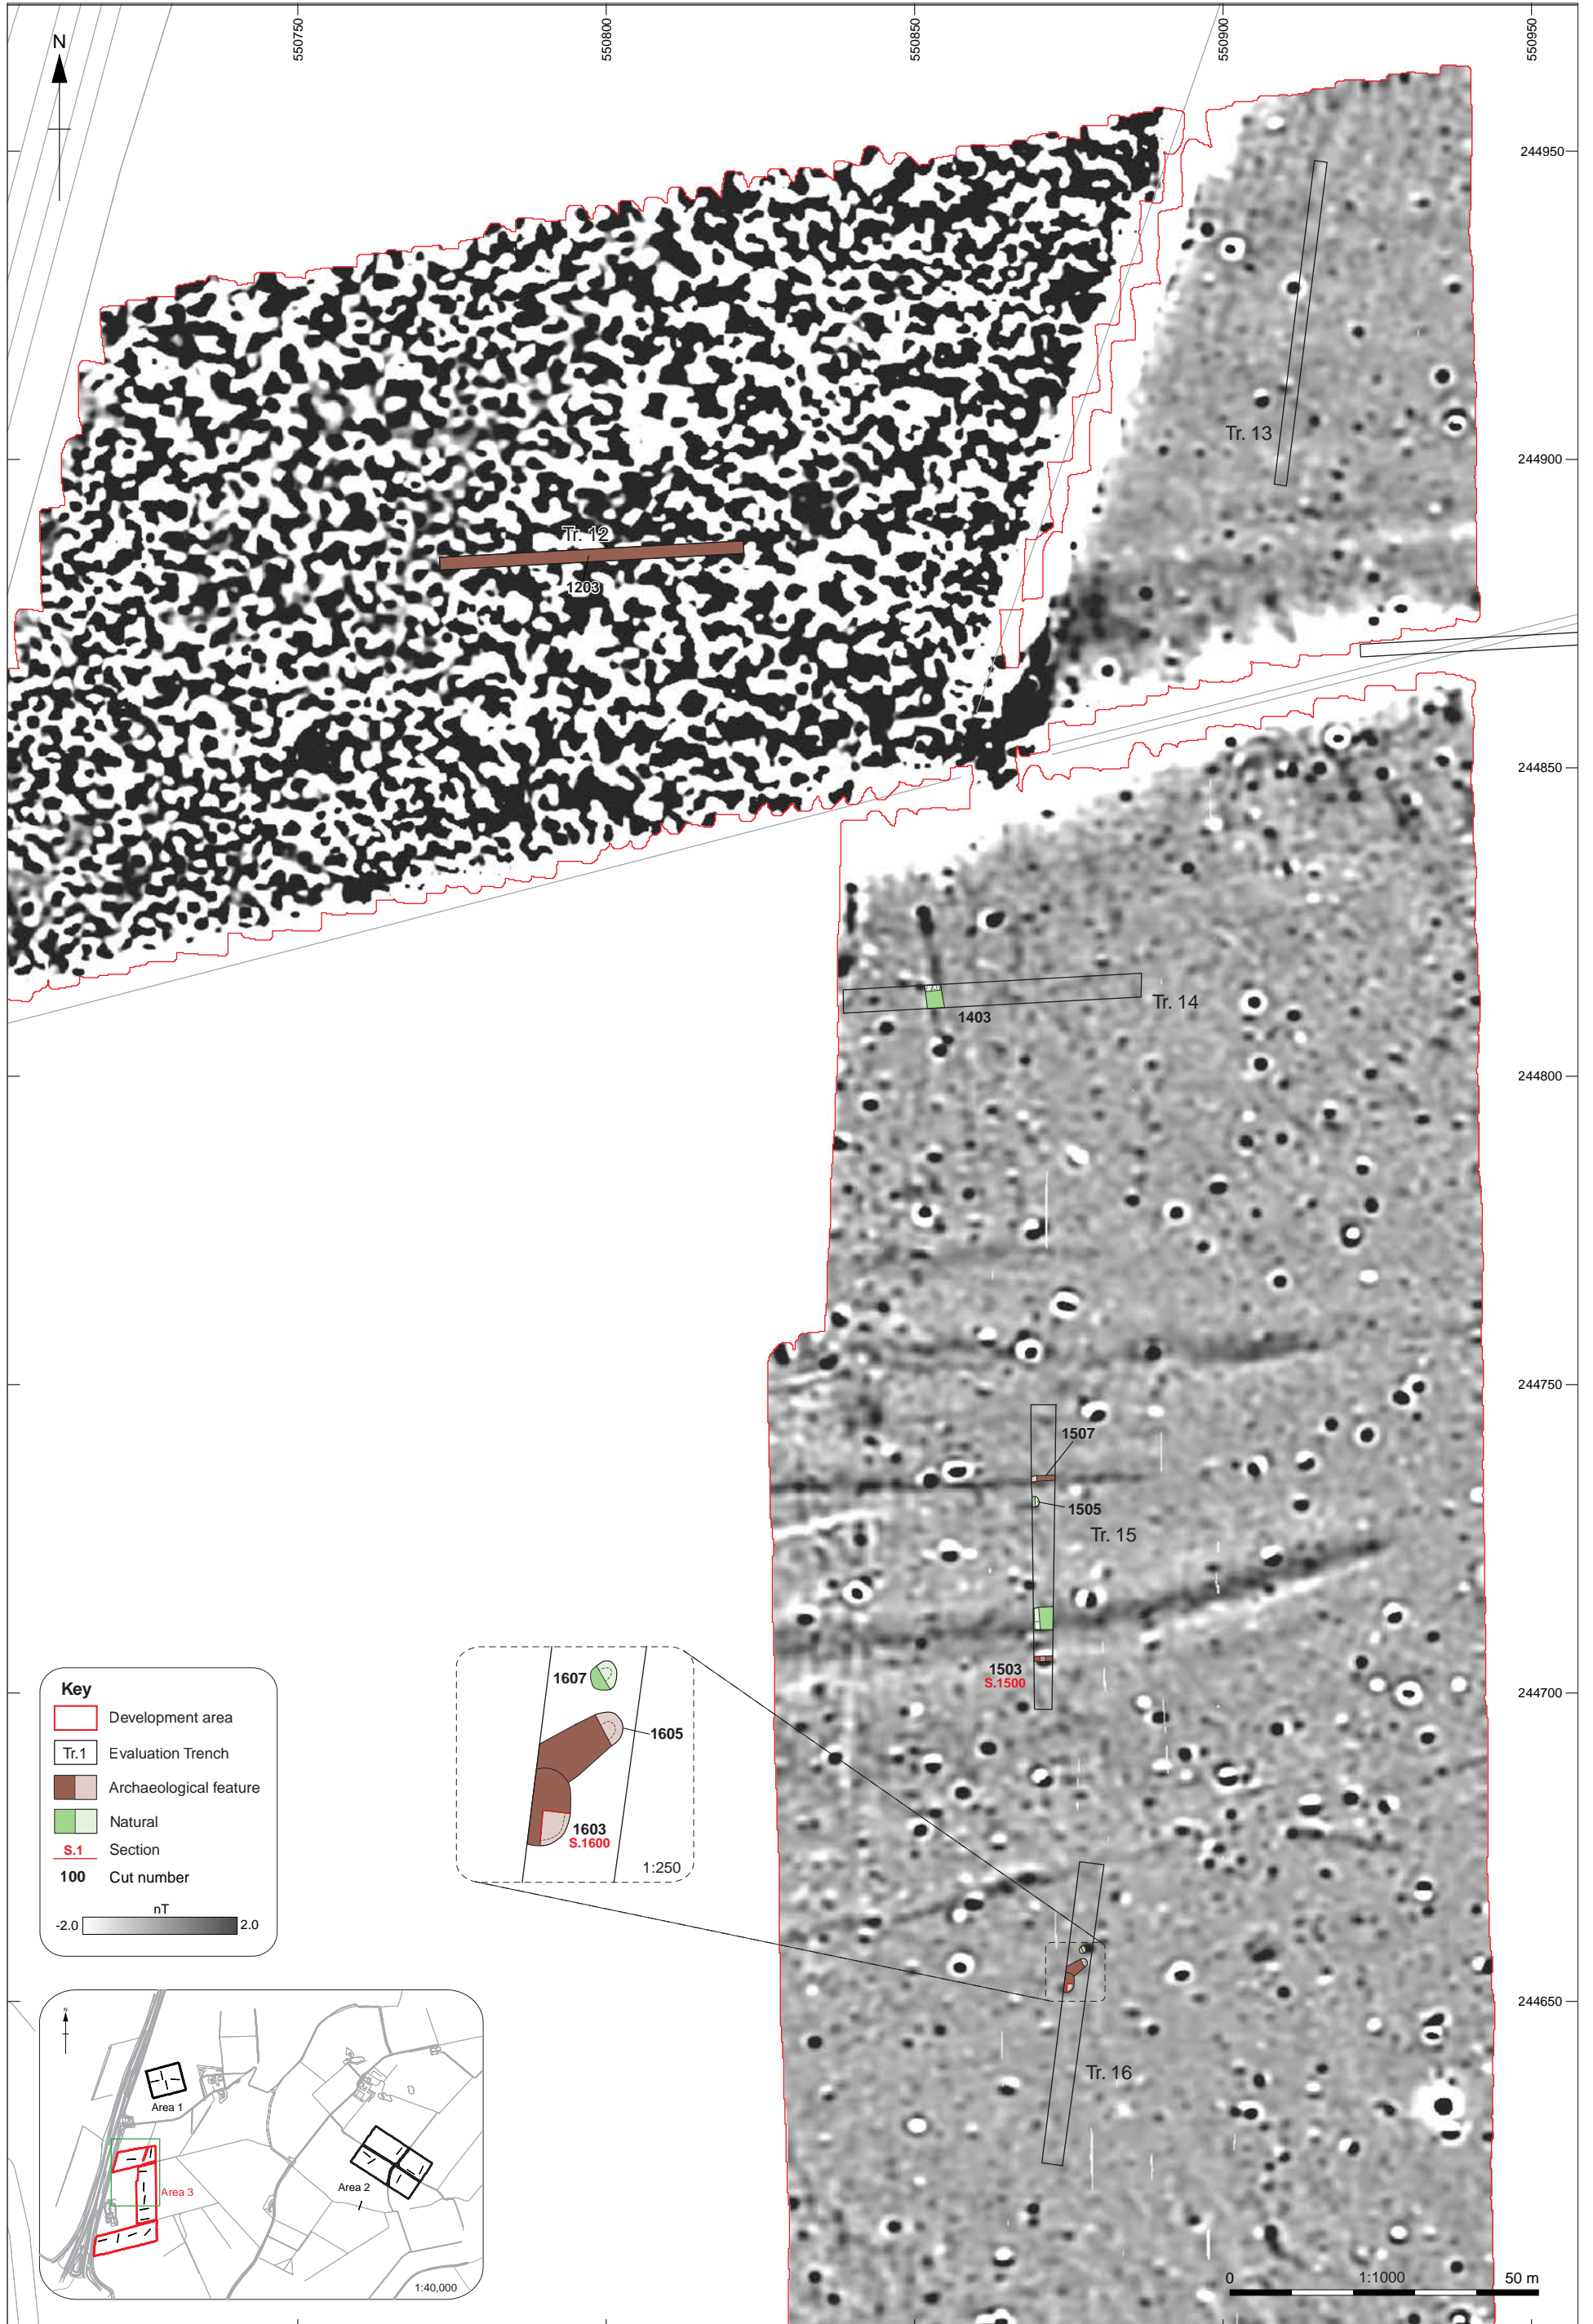 550750
550800
550850
550900
550950
N
244950
244900
244850
244800
244750
244700
244650
Tr. 13
Tr. 12
1203
Tr. 14
1403
1507
1505
Tr. 15
1503
S.1500
1607
1605
1603
S.1600
1:250
Tr. 16
Key
Development area
Tr.1 Evaluation Trench
Archaeological feature
Natural
S.1 Section
100 Cut number
nT
-2.0 2.0
N
Area 1
Area 2
Area 3
1:40,000
0 1:1000 50 m